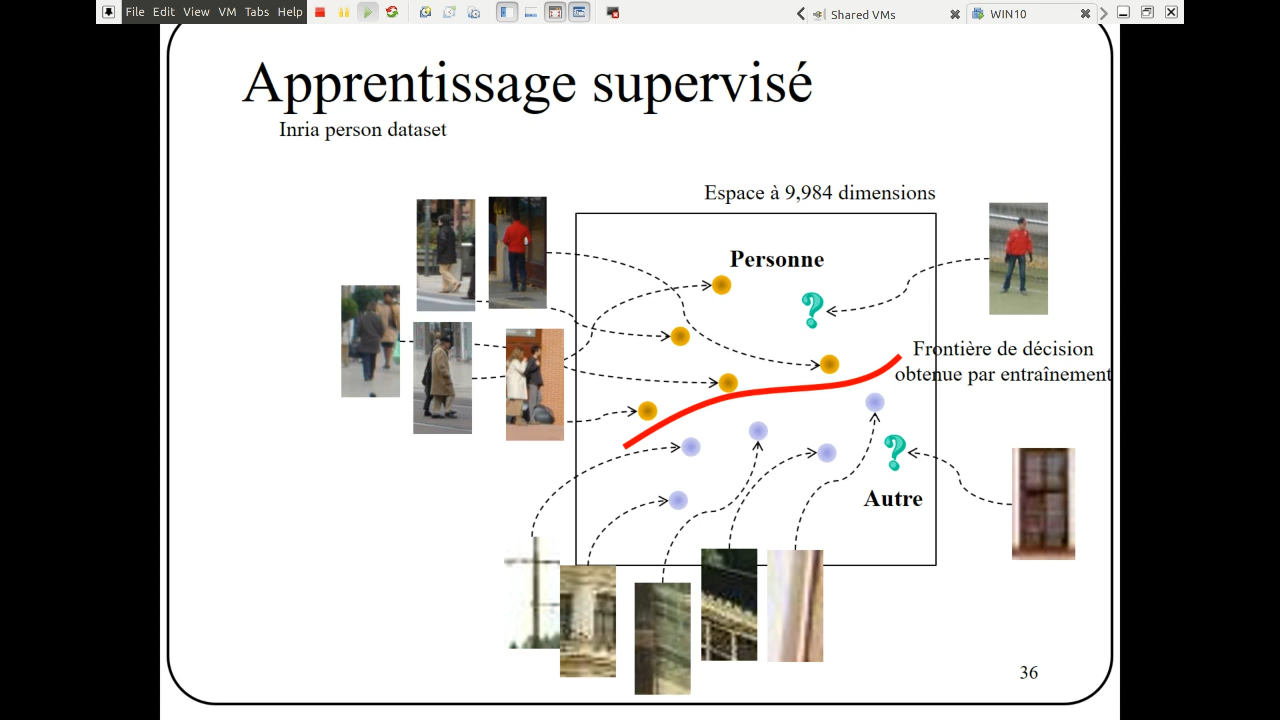 File Edit View VM Tabs Help
Shared VMs
WIN10
Apprentissage supervisé
Inria person dataset
Espace à 9,984 dimensions
Personne
?
Frontière de décision
obtenue par entraînement
?
Autre
36